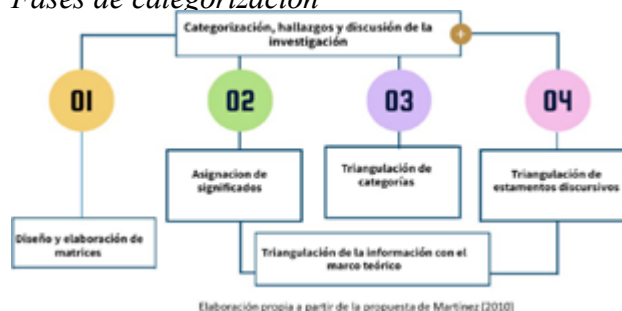 Fases de categorización
Categorización, hallazgos y discusión de la
investigación
+
01
02
03
04
Asignacion de
significados
Triangulación de
categorías
Triangulación de
estamentos discursivos
Diseño y elaboración de
matrices
Triangulación de la información con el
marco teórico
Elaboración propia a partir de la propuesta de Martínez (2010)